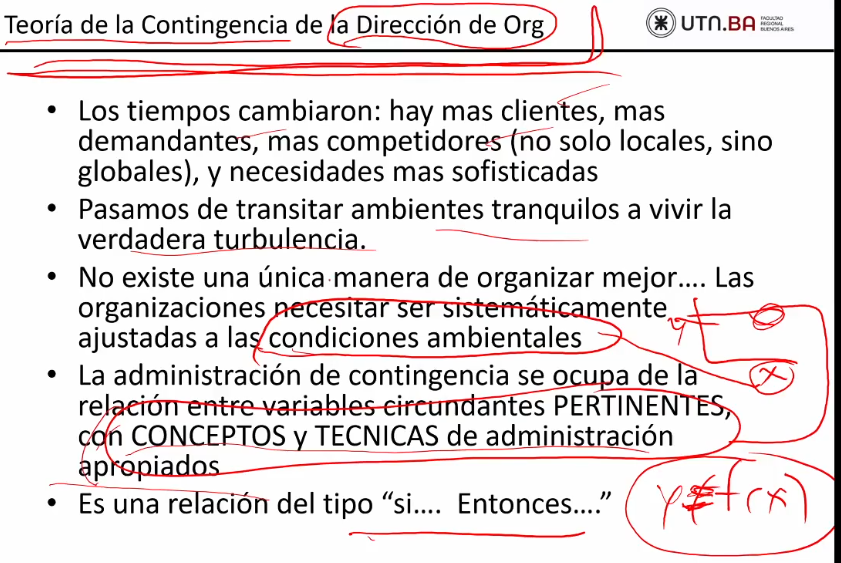 Teoría de la Contingencia de la Dirección de Org
UTN.BA FACULTAD
REGIONAL
BUENOS AIRES
• Los tiempos cambiaron: hay mas clientes, mas
demandantes, mas competidores (no solo locales, sino
globales), y necesidades mas sofisticadas
• Pasamos de transitar ambientes tranquilos a vivir la
verdadera turbulencia.
• No existe una única manera de organizar mejor.... Las
organizaciones necesitar ser sistemáticamente
ajustadas a las condiciones ambientales
y
x
• La administración de contingencia se ocupa de la
relación entre variables circundantes PERTINENTES,
con CONCEPTOS y TECNICAS de administración
apropiados
• Es una relación del tipo “si.... Entonces....”
y = f(x)